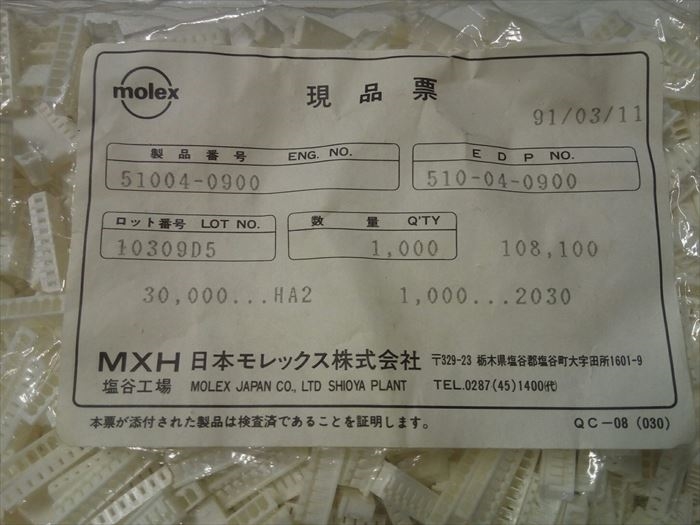 molex
現品票
91/03/11
製品番号 ENG. NO.
51004-0900
EDP NO.
510-04-0900
ロット番号 LOT NO.
10309D5
数量 Q'TY
1,000
108,100
30,000...HA2 1,000...2030
MXH 日本モレックス株式会社 〒329-23 栃木県塩谷郡塩谷町大字田所1601-9
塩谷工場 MOLEX JAPAN CO., LTD SHIOYA PLANT TEL.0287(45)1400㈹
本票が添付された製品は検査済であることを証明します。 QC-08 (030)